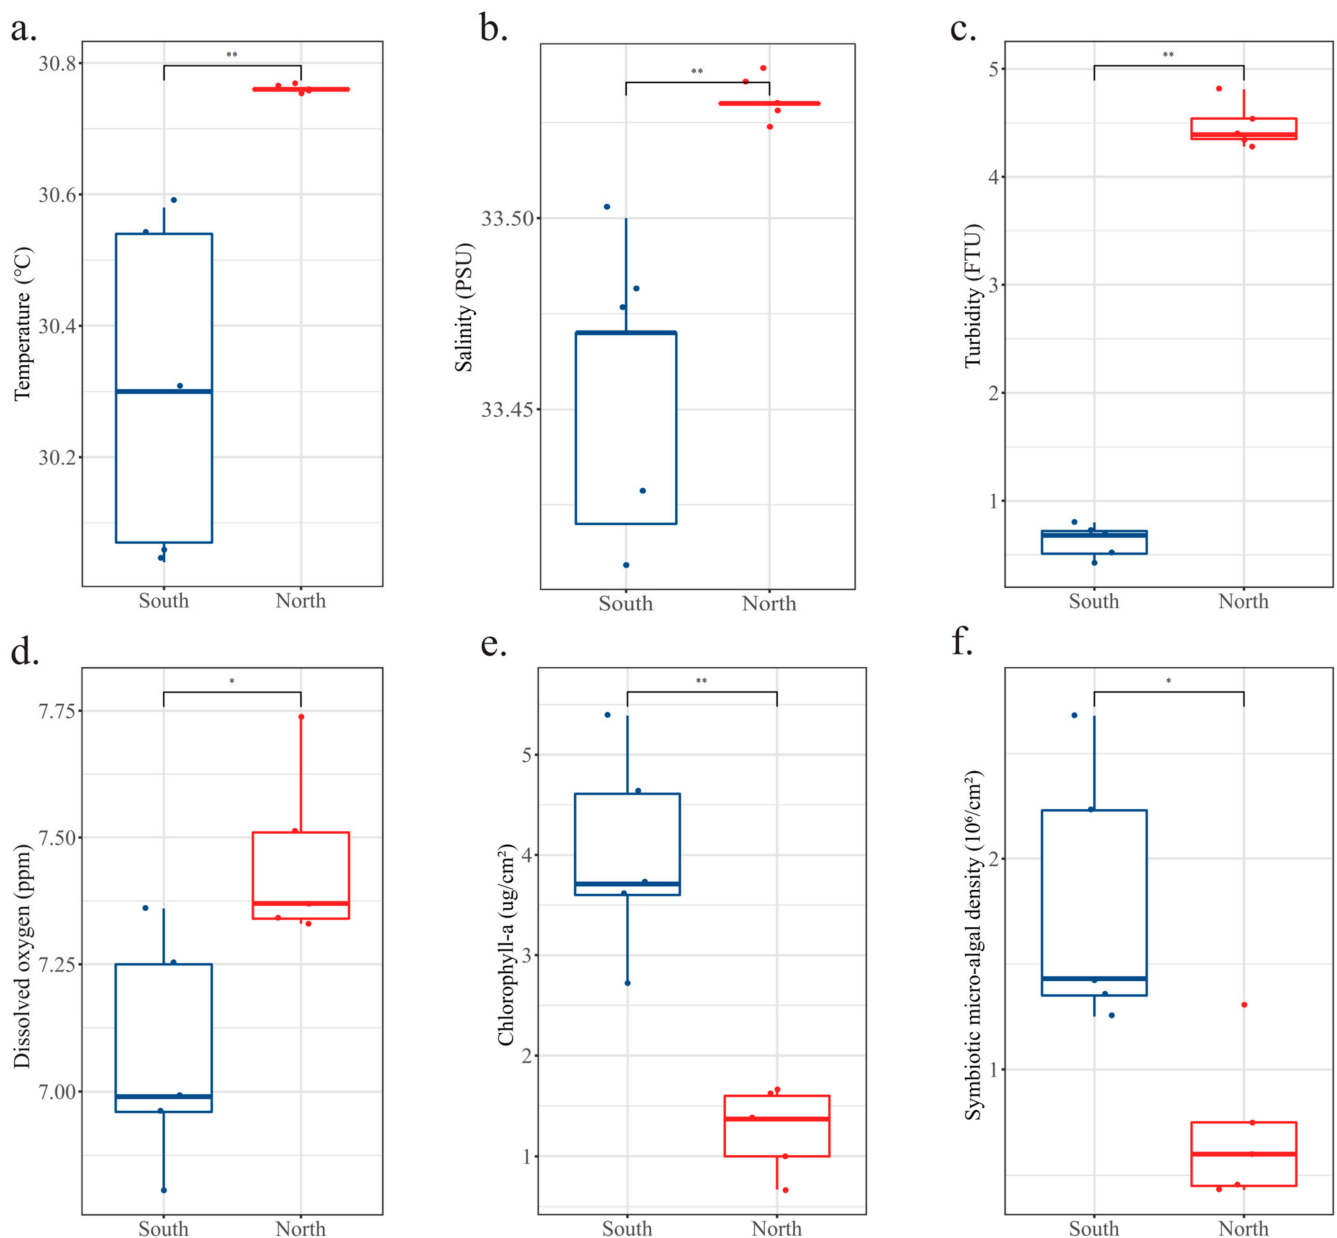 a.
Temperature (°C)
30.8
30.6
30.4
30.2
**
South North
b.
Salinity (PSU)
33.50
33.45
**
South North
c.
Turbidity (FTU)
5
4
3
2
1
**
South North
d.
Dissolved oxygen (ppm)
7.75
7.50
7.25
7.00
*
South North
e.
Chlorophyll-a (ug/cm²)
5
4
3
2
1
**
South North
f.
Symbiotic micro-algal density (10⁶/cm²)
2
1
*
South North